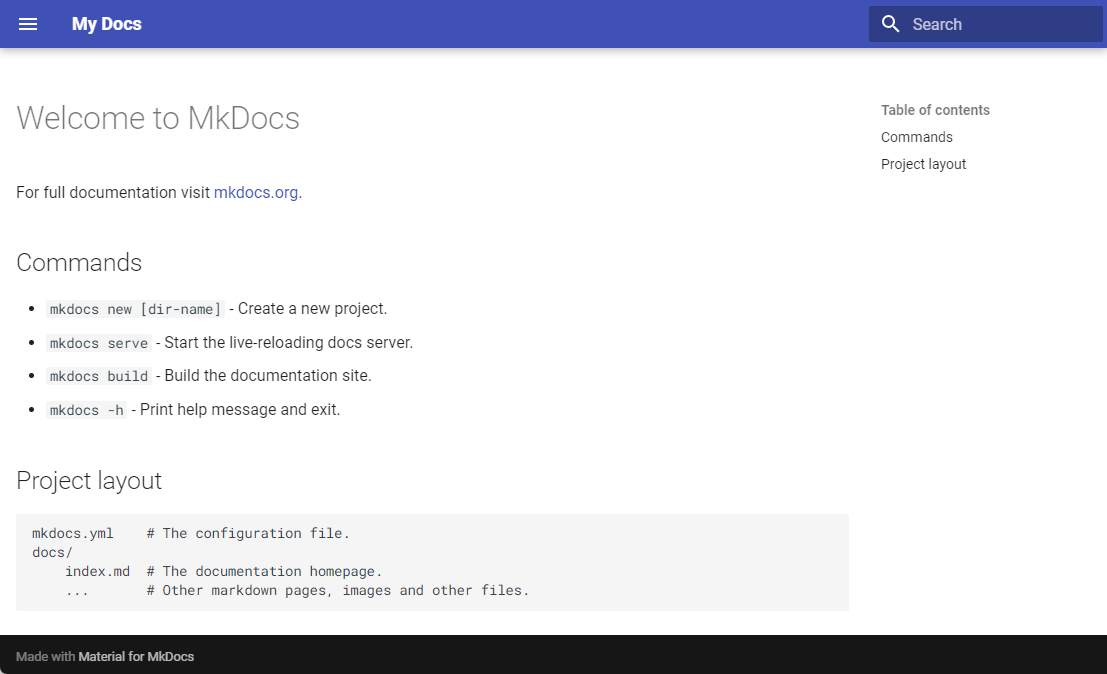 My Docs
Search
Welcome to MkDocs
Table of contents
Commands
Project layout
For full documentation visit mkdocs.org.
Commands
mkdocs new [dir-name] - Create a new project.
mkdocs serve - Start the live-reloading docs server.
mkdocs build - Build the documentation site.
mkdocs -h - Print help message and exit.
Project layout
mkdocs.yml    # The configuration file.
docs/
    index.md  # The documentation homepage.
    ...       # Other markdown pages, images and other files.
Made with Material for MkDocs